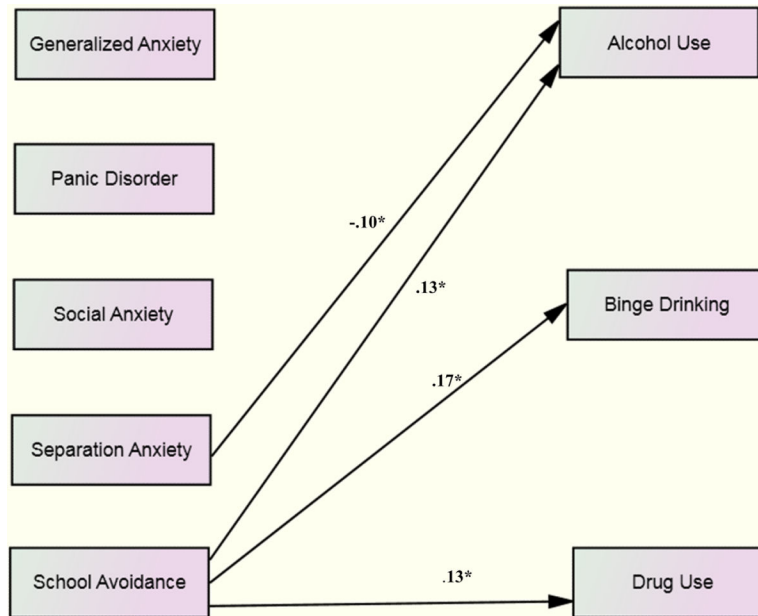 Generalized Anxiety
Alcohol Use
Panic Disorder
-.10*
.13*
Social Anxiety
Binge Drinking
.17*
Separation Anxiety
School Avoidance
.13*
Drug Use